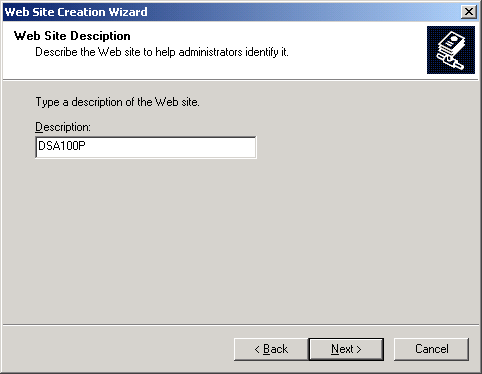 Web Site Creation Wizard
Web Site Desciption
Describe the Web site to help administrators identify it.
Type a description of the Web site.
Description:
DSA100P
< Back
Next >
Cancel